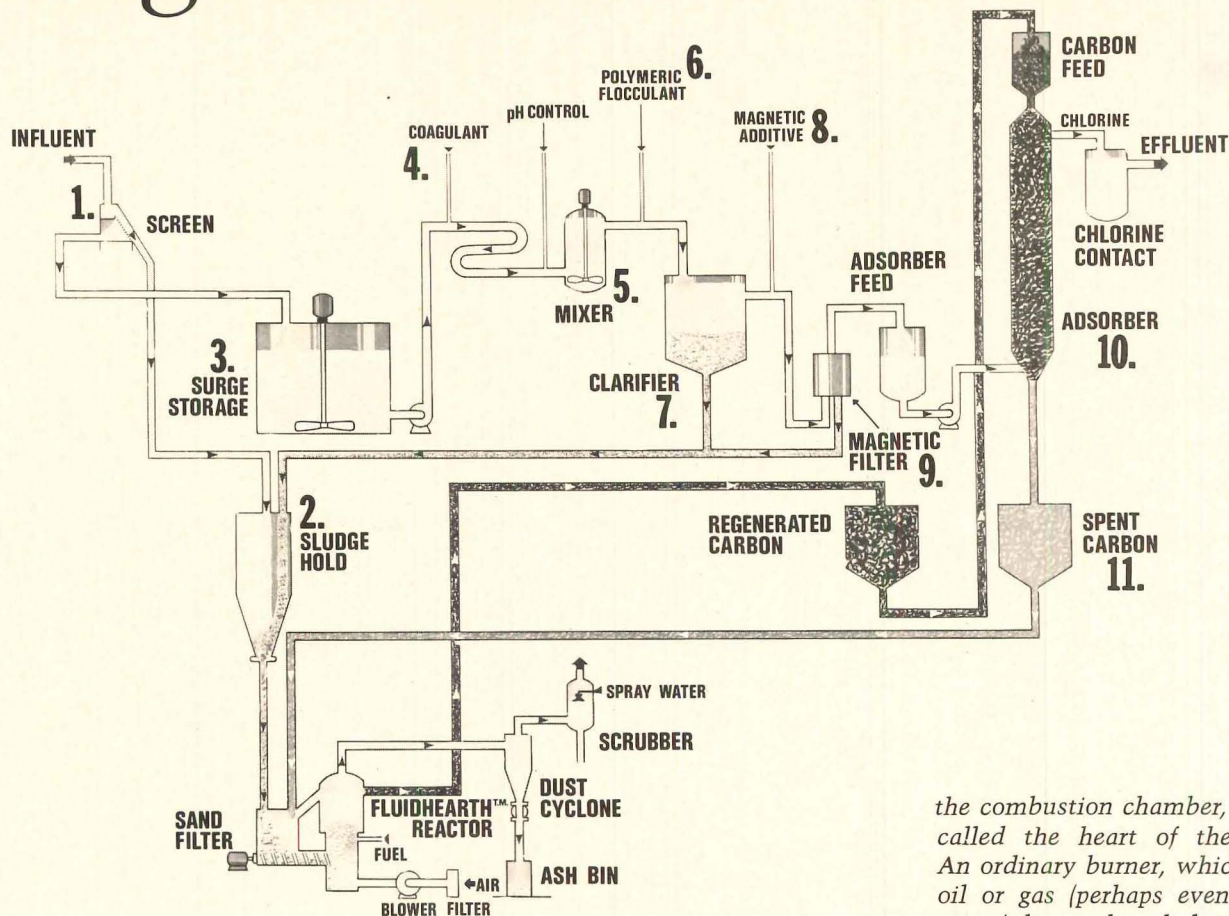 g
INFLUENT
1.
SCREEN
3.
SURGE
STORAGE
COAGULANT
4.
pH CONTROL
POLYMERIC
FLOCCULANT
6.
MAGNETIC
ADDITIVE
8.
5.
MIXER
CLARIFIER
7.
ADSORBER
FEED
MAGNETIC
FILTER
9.
CARBON
FEED
CHLORINE
EFFLUENT
CHLORINE
CONTACT
ADSORBER
10.
2.
SLUDGE
HOLD
REGENERATED
CARBON
SPENT
CARBON
11.
SPRAY WATER
SCRUBBER
DUST
CYCLONE
FLUIDHEARTH T.M.
REACTOR
SAND
FILTER
FUEL
AIR
ASH BIN
BLOWER FILTER
the combustion chamber,
called the heart of the
An ordinary burner, whic
oil or gas (perhaps even